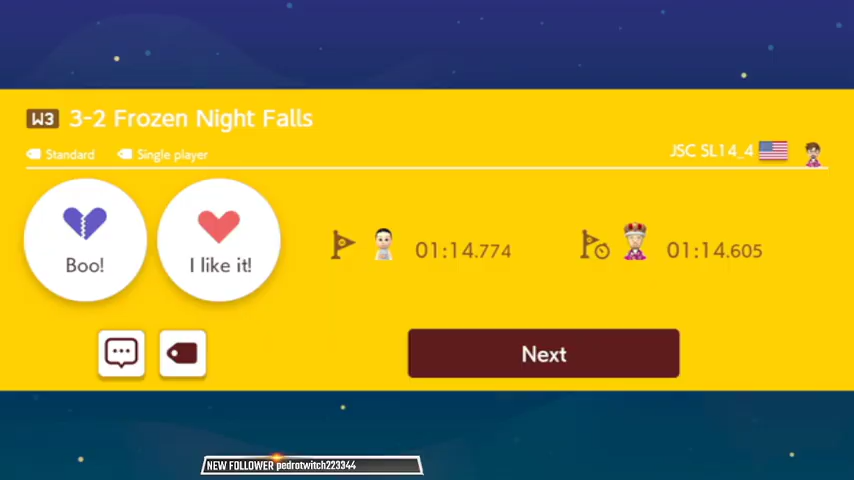 W3 3-2 Frozen Night Falls
Standard Single player
JSC SL14_4
Boo!
I like it!
01:14.774
01:14.605
Next
NEW FOLLOWER pedrotwitch223344